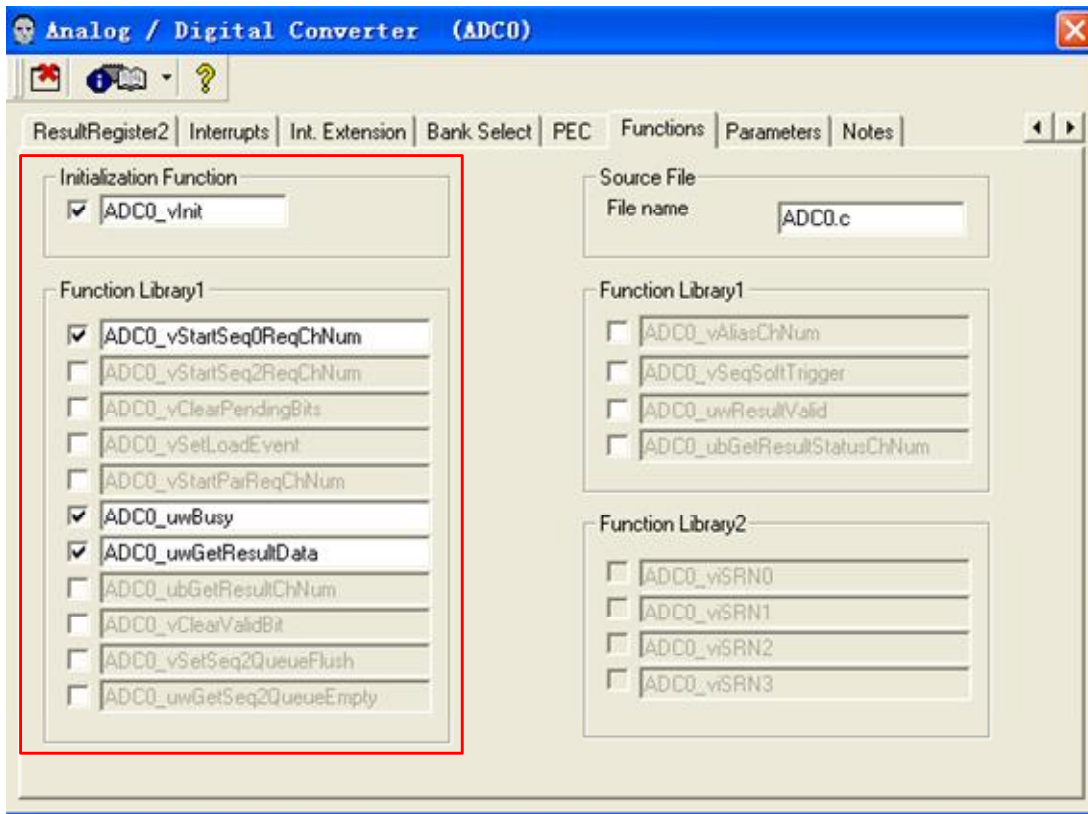 Analog / Digital Converter (ADC0)
ResultRegister2 Interrupts Int. Extension Bank Select PEC Functions Parameters Notes
Initialization Function
ADC0_vInit
Function Library1
ADC0_vStartSeq0ReqChNum
ADC0_vStartSeq2ReqChNum
ADC0_vClearPendingBits
ADC0_vSetLoadEvent
ADC0_vStartParReqChNum
ADC0_uwBusy
ADC0_uwGetResultData
ADC0_ubGetResultChNum
ADC0_vClearValidBit
ADC0_vSetSeq2QueueFlush
ADC0_uwGetSeq2QueueEmpty
Source File
File name ADC0.c
Function Library1
ADC0_vAliasChNum
ADC0_vSeqSoftTrigger
ADC0_uwResultValid
ADC0_ubGetResultStatusChNum
Function Library2
ADC0_viSRN0
ADC0_viSRN1
ADC0_viSRN2
ADC0_viSRN3